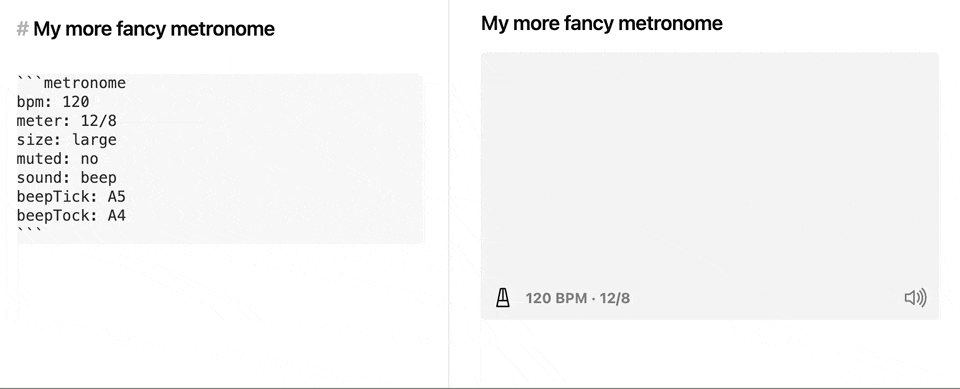 # My more fancy metronome
```metronome
bpm: 120
meter: 12/8
size: large
muted: no
sound: beep
beepTick: A5
beepTock: A4
```
My more fancy metronome
120 BPM · 12/8